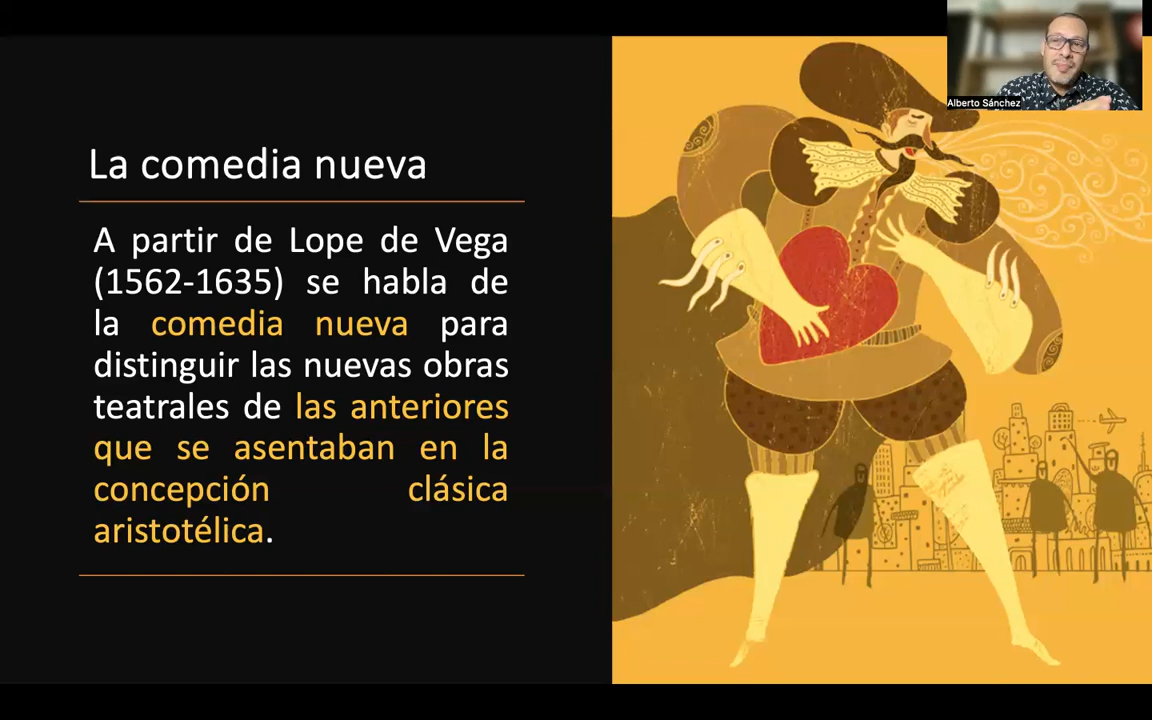 La comedia nueva
A partir de Lope de Vega
(1562-1635) se habla de
la comedia nueva para
distinguir las nuevas obras
teatrales de las anteriores
que se asentaban en la
concepción clásica
aristotélica.
Alberto Sánchez